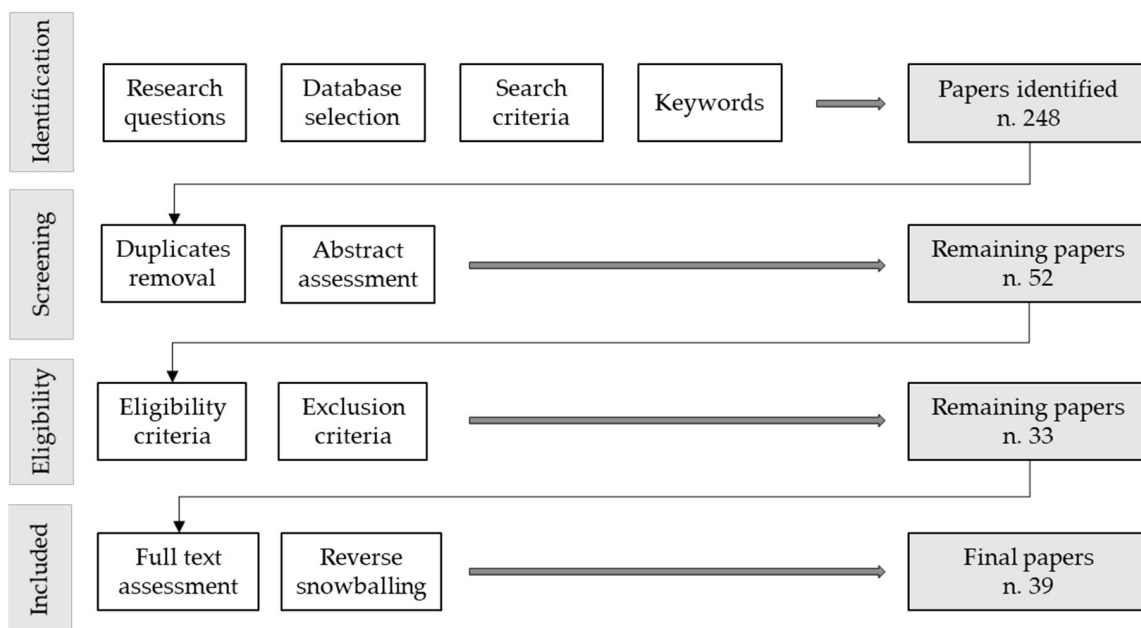 Identification
Research
questions
Database
selection
Search
criteria
Keywords
Papers identified
n. 248
Screening
Duplicates
removal
Abstract
assessment
Remaining papers
n. 52
Eligibility
Eligibility
criteria
Exclusion
criteria
Remaining papers
n. 33
Included
Full text
assessment
Reverse
snowballing
Final papers
n. 39